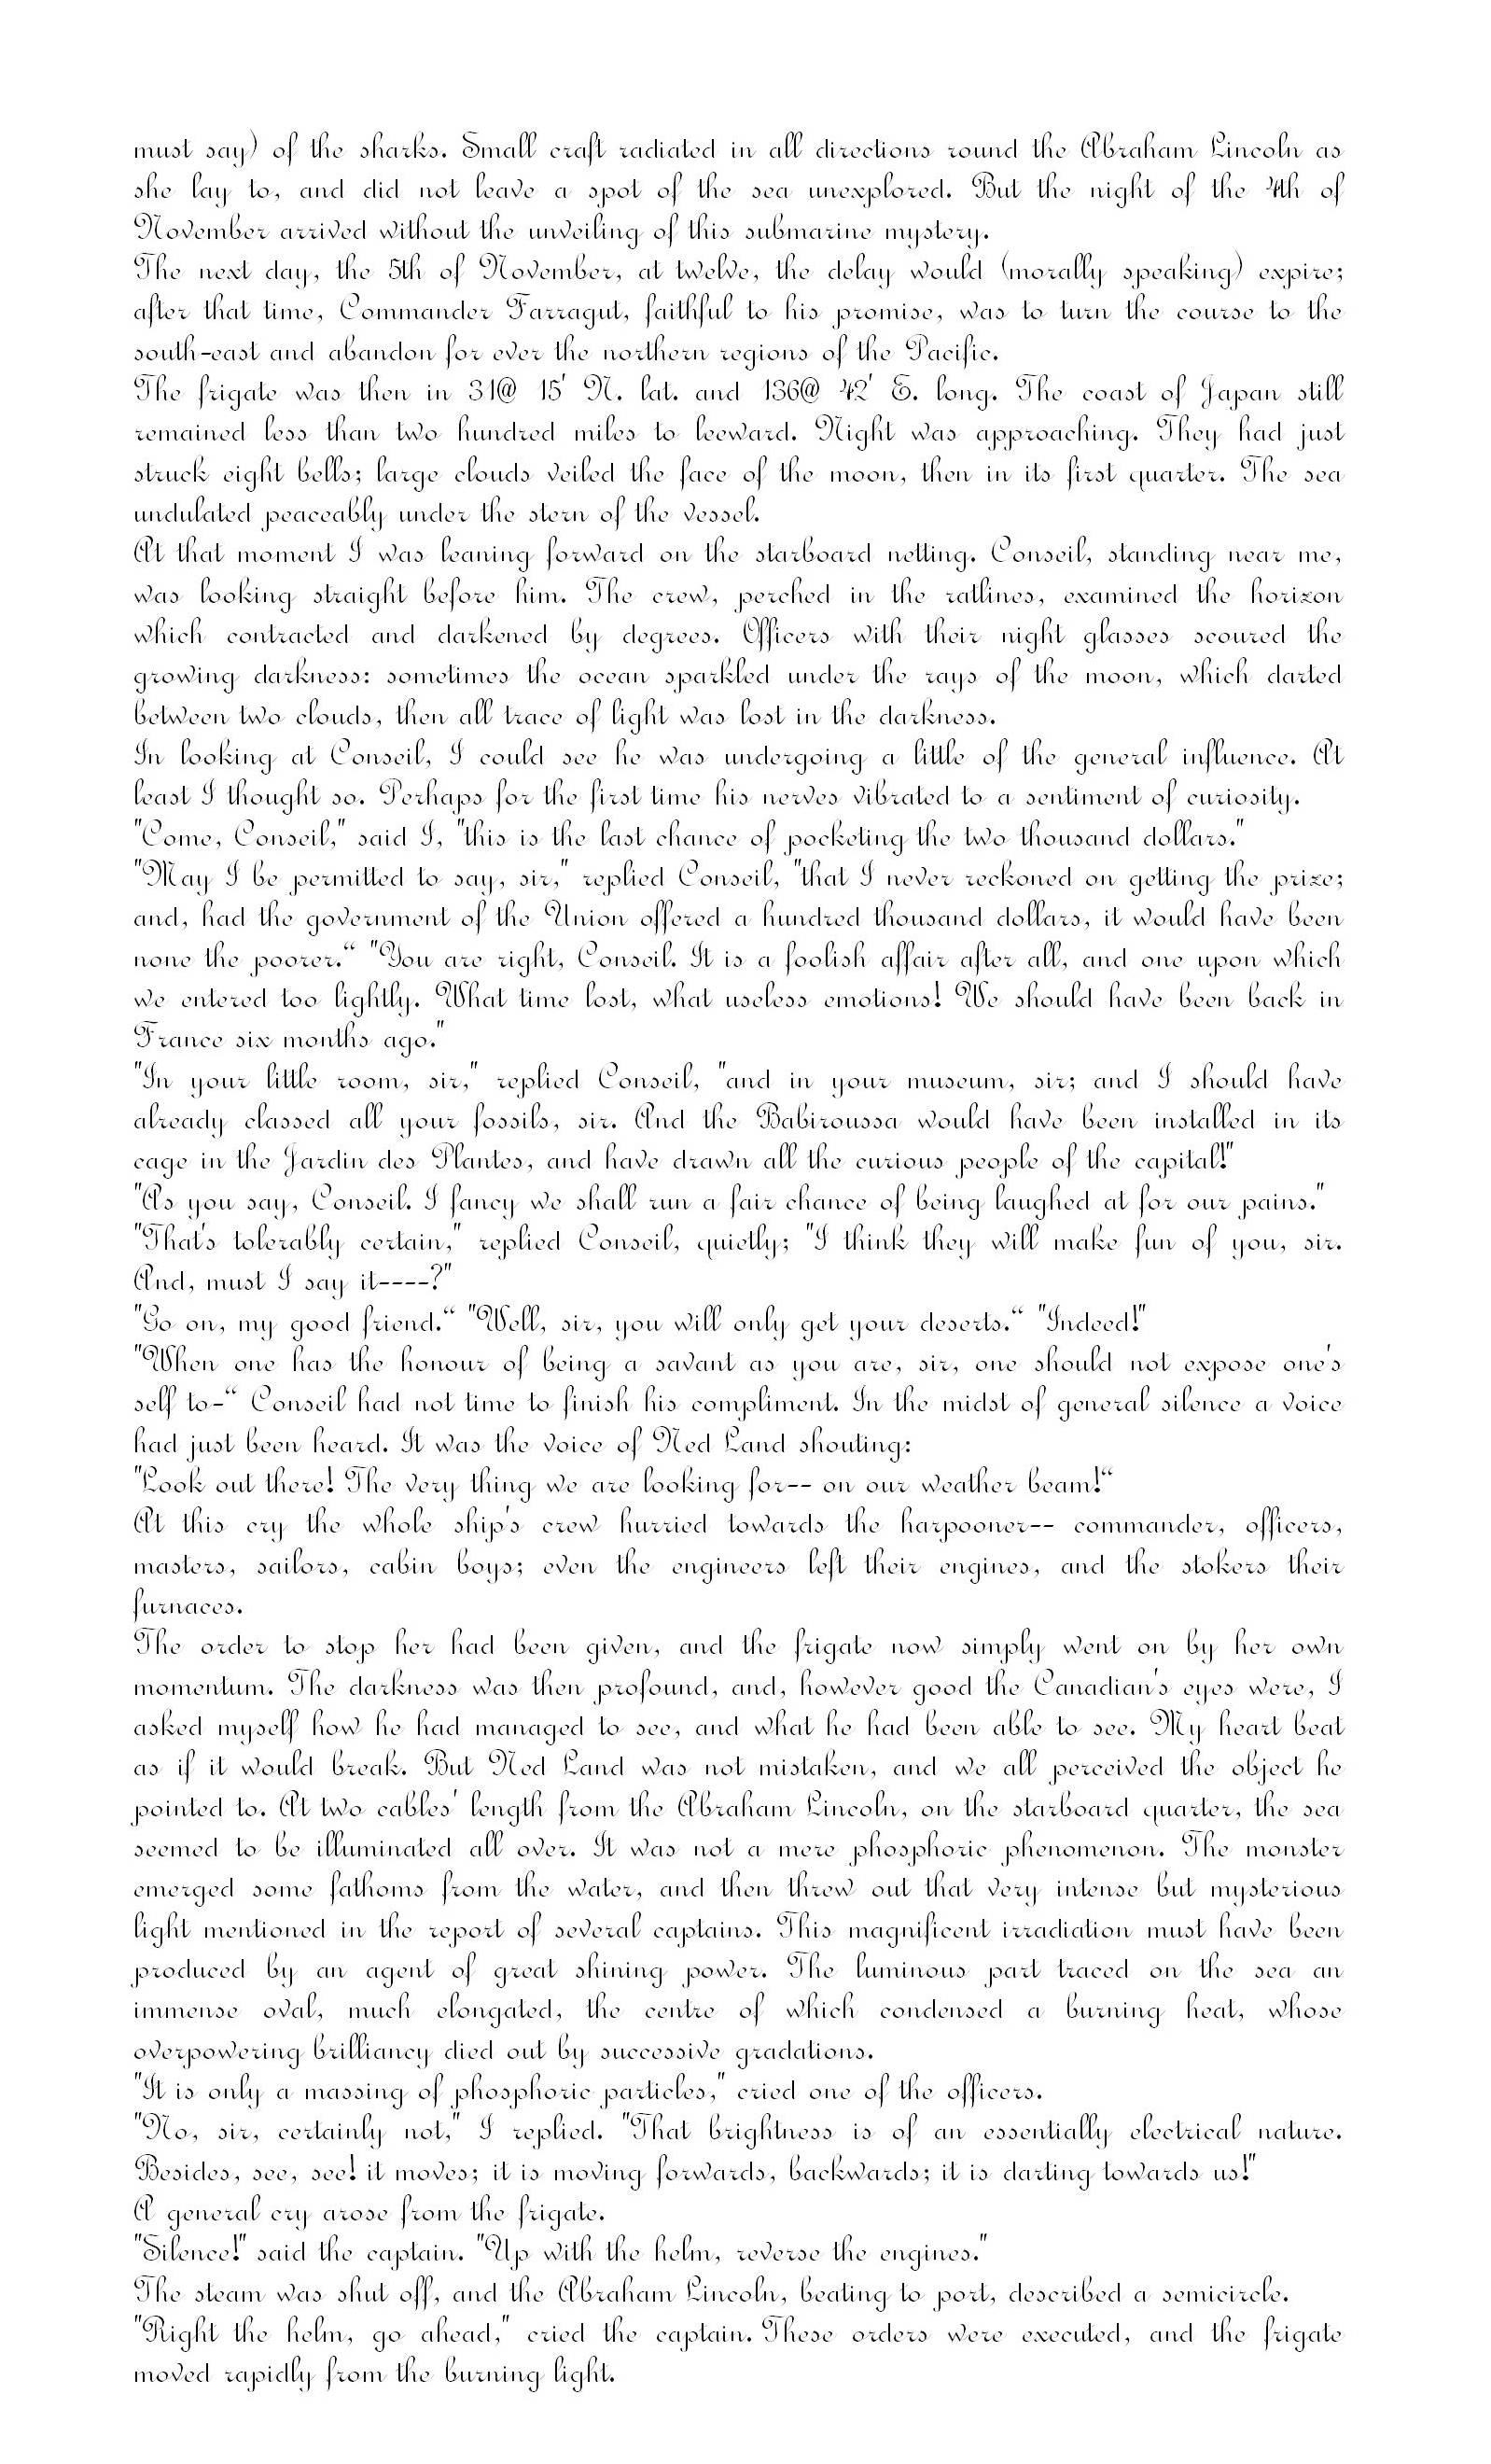 must say) of the sharks. Small craft radiated in all directions round the Abraham Lincoln as
she lay to, and did not leave a spot of the sea unexplored. But the night of the 4th of
November arrived without the unveiling of this submarine mystery.
The next day, the 5th of November, at twelve, the delay would (morally speaking) expire;
after that time, Commander Farragut, faithful to his promise, was to turn the course to the
south-east and abandon for ever the northern regions of the Pacific.
The frigate was then in 31@ 15' N. lat. and 136@ 42' E. long. The coast of Japan still
remained less than two hundred miles to leeward. Night was approaching. They had just
struck eight bells; large clouds veiled the face of the moon, then in its first quarter. The sea
undulated peaceably under the stern of the vessel.
At that moment I was leaning forward on the starboard netting. Conseil, standing near me,
was looking straight before him. The crew, perched in the ratlines, examined the horizon
which contracted and darkened by degrees. Officers with their night glasses scoured the
growing darkness: sometimes the ocean sparkled under the rays of the moon, which darted
between two clouds, then all trace of light was lost in the darkness.
In looking at Conseil, I could see he was undergoing a little of the general influence. At
least I thought so. Perhaps for the first time his nerves vibrated to a sentiment of curiosity.
"Come, Conseil," said I, "this is the last chance of pocketing the two thousand dollars."
"May I be permitted to say, sir," replied Conseil, "that I never reckoned on getting the prize;
and, had the government of the Union offered a hundred thousand dollars, it would have been
none the poorer.“ "You are right, Conseil. It is a foolish affair after all, and one upon which
we entered too lightly. What time lost, what useless emotions! We should have been back in
France six months ago."
"In your little room, sir," replied Conseil, "and in your museum, sir; and I should have
already classed all your fossils, sir. And the Babiroussa would have been installed in its
cage in the Jardin des Plantes, and have drawn all the curious people of the capital!"
"As you say, Conseil. I fancy we shall run a fair chance of being laughed at for our pains."
"That's tolerably certain," replied Conseil, quietly; "I think they will make fun of you, sir.
And, must I say it----?"
"Go on, my good friend.“ "Well, sir, you will only get your deserts.“ "Indeed!"
"When one has the honour of being a savant as you are, sir, one should not expose one's
self to-“ Conseil had not time to finish his compliment. In the midst of general silence a voice
had just been heard. It was the voice of Ned Land shouting:
"Look out there! The very thing we are looking for-- on our weather beam!“
At this cry the whole ship's crew hurried towards the harpooner-- commander, officers,
masters, sailors, cabin boys; even the engineers left their engines, and the stokers their
furnaces.
The order to stop her had been given, and the frigate now simply went on by her own
momentum. The darkness was then profound, and, however good the Canadian's eyes were, I
asked myself how he had managed to see, and what he had been able to see. My heart beat
as if it would break. But Ned Land was not mistaken, and we all perceived the object he
pointed to. At two cables' length from the Abraham Lincoln, on the starboard quarter, the sea
seemed to be illuminated all over. It was not a mere phosphoric phenomenon. The monster
emerged some fathoms from the water, and then threw out that very intense but mysterious
light mentioned in the report of several captains. This magnificent irradiation must have been
produced by an agent of great shining power. The luminous part traced on the sea an
immense oval, much elongated, the centre of which condensed a burning heat, whose
overpowering brilliancy died out by successive gradations.
"It is only a massing of phosphoric particles," cried one of the officers.
"No, sir, certainly not," I replied. "That brightness is of an essentially electrical nature.
Besides, see, see! it moves; it is moving forwards, backwards; it is darting towards us!"
A general cry arose from the frigate.
"Silence!" said the captain. "Up with the helm, reverse the engines."
The steam was shut off, and the Abraham Lincoln, beating to port, described a semicircle.
"Right the helm, go ahead," cried the captain. These orders were executed, and the frigate
moved rapidly from the burning light.